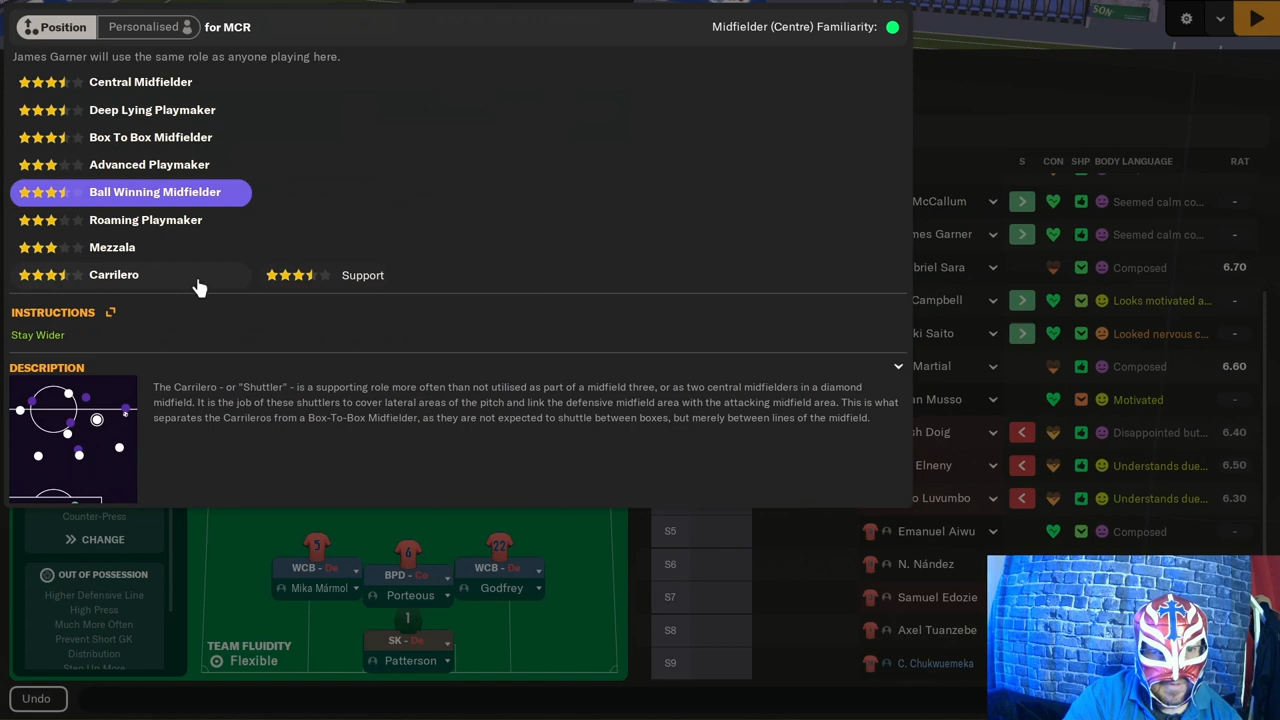 Position
Personalised
for MCR
Midfielder (Centre) Familiarity:
James Garner will use the same role as anyone playing here.
Central Midfielder
Deep Lying Playmaker
Box To Box Midfielder
Advanced Playmaker
Ball Winning Midfielder
Roaming Playmaker
Mezzala
Carrilero
Support
INSTRUCTIONS
Stay Wider
DESCRIPTION
The Carrilero - or "Shuttler" - is a supporting role more often than not utilised as part of a midfield three, or as two central midfielders in a diamond
midfield. It is the job of these shuttlers to cover lateral areas of the pitch and link the defensive midfield area with the attacking midfield area. This is what
separates the Carrileros from a Box-To-Box Midfielder, as they are not expected to shuttle between boxes, but merely between lines of the midfield.
SON
S CON SHP BODY LANGUAGE RAT
McCallum Seemed calm co... -
mes Garner Seemed calm co... -
briel Sara Composed 6.70
Campbell Looks motivated a... -
ki Saito Looked nervous c... -
Martial Composed 6.60
an Musso Motivated -
sh Doig Disappointed but... 6.40
Elneny Understands due... 6.50
o Luvumbo Understands due... 6.30
S5 Emanuel Aiwu Composed -
S6 N. Nández
S7 Samuel Edozie
S8 Axel Tuanzebe
S9 C. Chukwuemeka
Counter-Press
CHANGE
OUT OF POSSESSION
Higher Defensive Line
High Press
Much More Often
Prevent Short GK
Distribution
Step Up More
5
6
22
WCB - De
Mika Mármol
BPD - Co
Porteous
WCB - De
Godfrey
1
SK - De
Patterson
TEAM FLUIDITY
Flexible
Undo